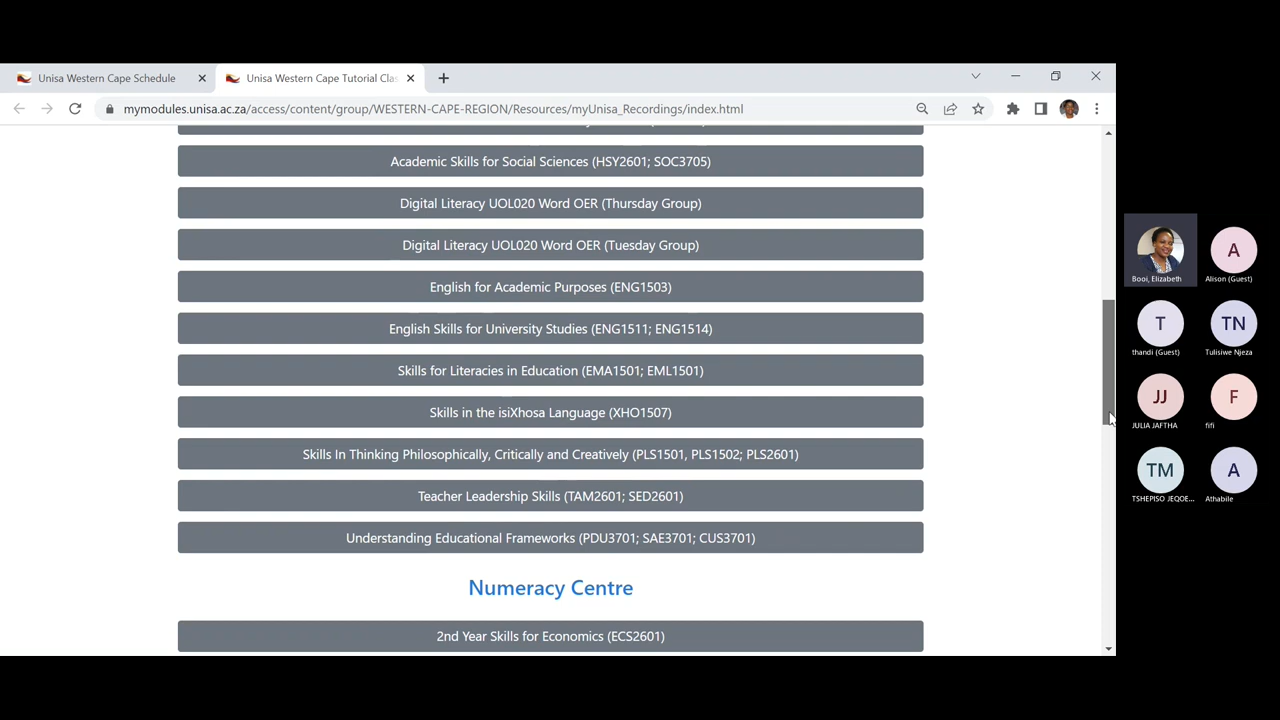 Unisa Western Cape Schedule
Unisa Western Cape Tutorial Clas
mymodules.unisa.ac.za/access/content/group/WESTERN-CAPE-REGION/Resources/myUnisa_Recordings/index.html
Academic Skills for Social Sciences (HSY2601; SOC3705)
Digital Literacy UOL020 Word OER (Thursday Group)
Digital Literacy UOL020 Word OER (Tuesday Group)
English for Academic Purposes (ENG1503)
English Skills for University Studies (ENG1511; ENG1514)
Skills for Literacies in Education (EMA1501; EML1501)
Skills in the isiXhosa Language (XHO1507)
Skills In Thinking Philosophically, Critically and Creatively (PLS1501, PLS1502; PLS2601)
Teacher Leadership Skills (TAM2601; SED2601)
Understanding Educational Frameworks (PDU3701; SAE3701; CUS3701)
Numeracy Centre
2nd Year Skills for Economics (ECS2601)
Booi, Elizabeth
A
Alison (Guest)
T
thandi (Guest)
TN
Tulisiwe Njeza
JJ
JULIA JAFTHA
F
fifi
TM
TSHEPISO JEQOE...
A
Athabile